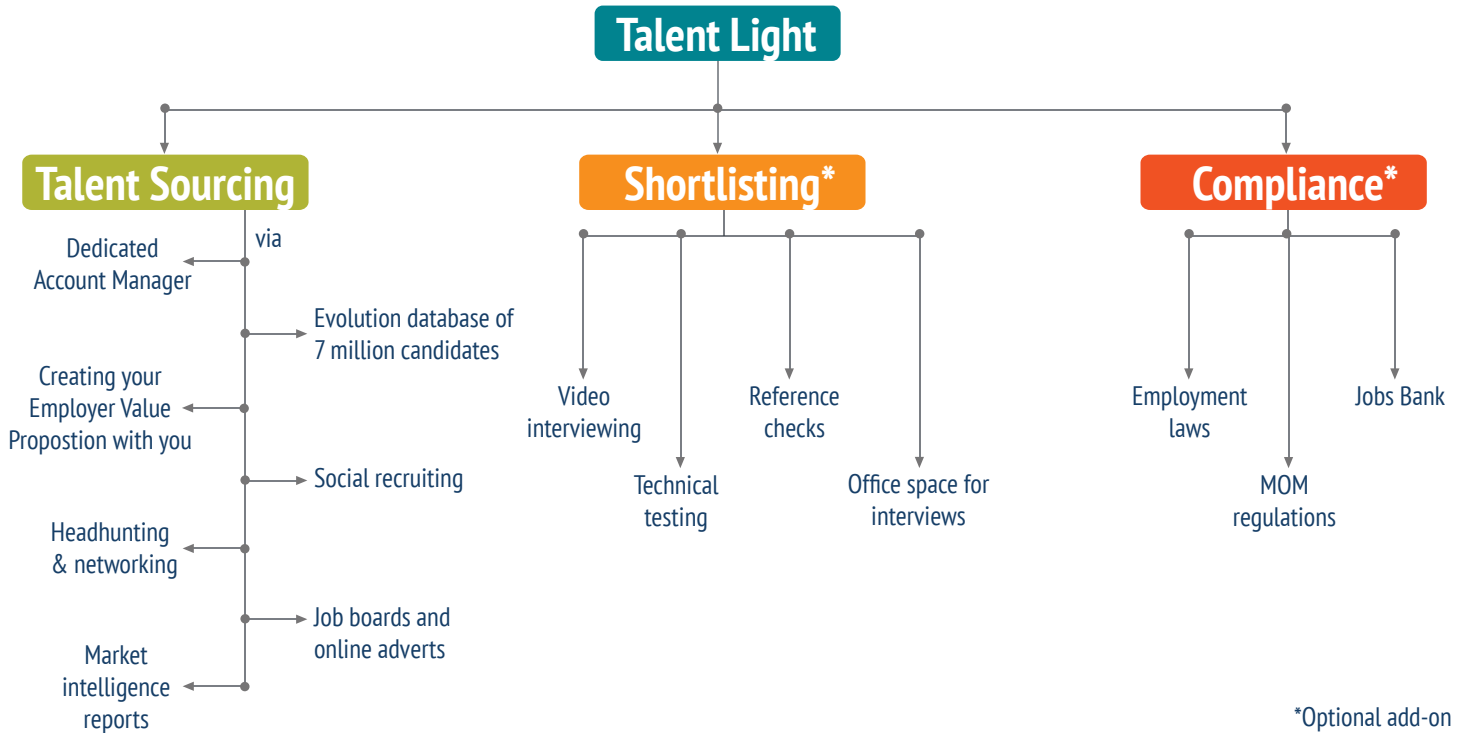 Talent Light
Talent Sourcing
via
Dedicated
Account Manager
Evolution database of
7 million candidates
Creating your
Employer Value
Propostion with you
Social recruiting
Headhunting
& networking
Job boards and
online adverts
Market
intelligence
reports
Shortlisting*
Video
interviewing
Technical
testing
Reference
checks
Office space for
interviews
Compliance*
Employment
laws
MOM
regulations
Jobs Bank
*Optional add-on